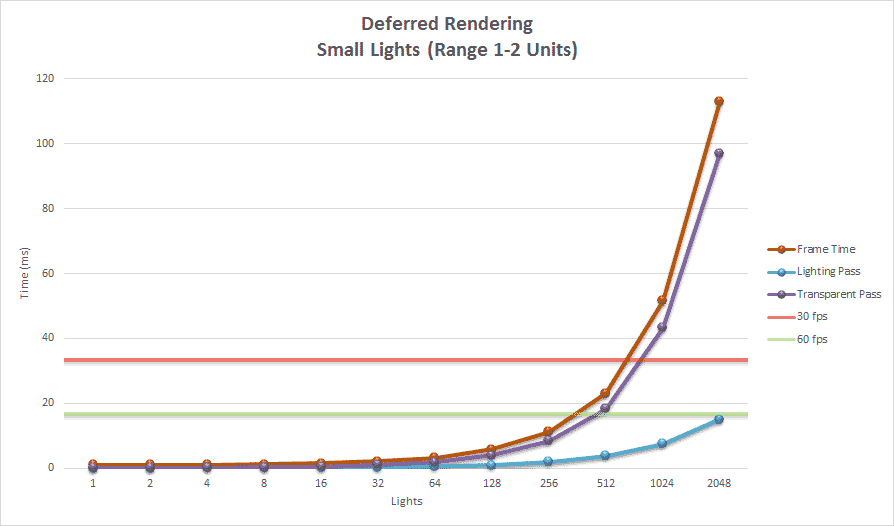 Deferred Rendering
Small Lights (Range 1-2 Units)
120
100
80
60
40
20
0
Time (ms)
1 2 4 8 16 32 64 128 256 512 1024 2048
Lights
Frame Time
Lighting Pass
Transparent Pass
30 fps
60 fps